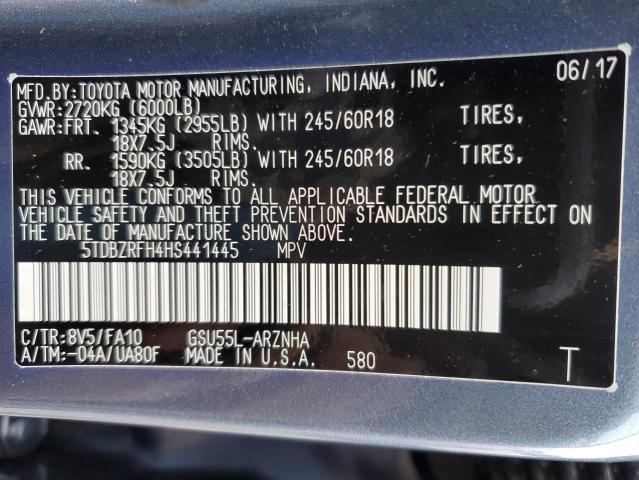 MFD.BY:TOYOTA MOTOR MANUFACTURING, INDIANA, INC. 06/17
GVWR:2720KG (6000LB)
GAWR:FRT. 1345KG (2955LB) WITH 245/60R18 TIRES,
18X7.5J RIMS.
RR. 1590KG (3505LB) WITH 245/60R18 TIRES,
18X7.5J RIMS.
THIS VEHICLE CONFORMS TO ALL APPLICABLE FEDERAL MOTOR
VEHICLE SAFETY AND THEFT PREVENTION STANDARDS IN EFFECT ON
THE DATE OF MANUFACTURE SHOWN ABOVE.
5TDBZRFH4HS441445 MPV
C/TR:8V5/FA10 GSU55L-ARZNHA
A/TM:-04A/UA80F MADE IN U.S.A. 580 T